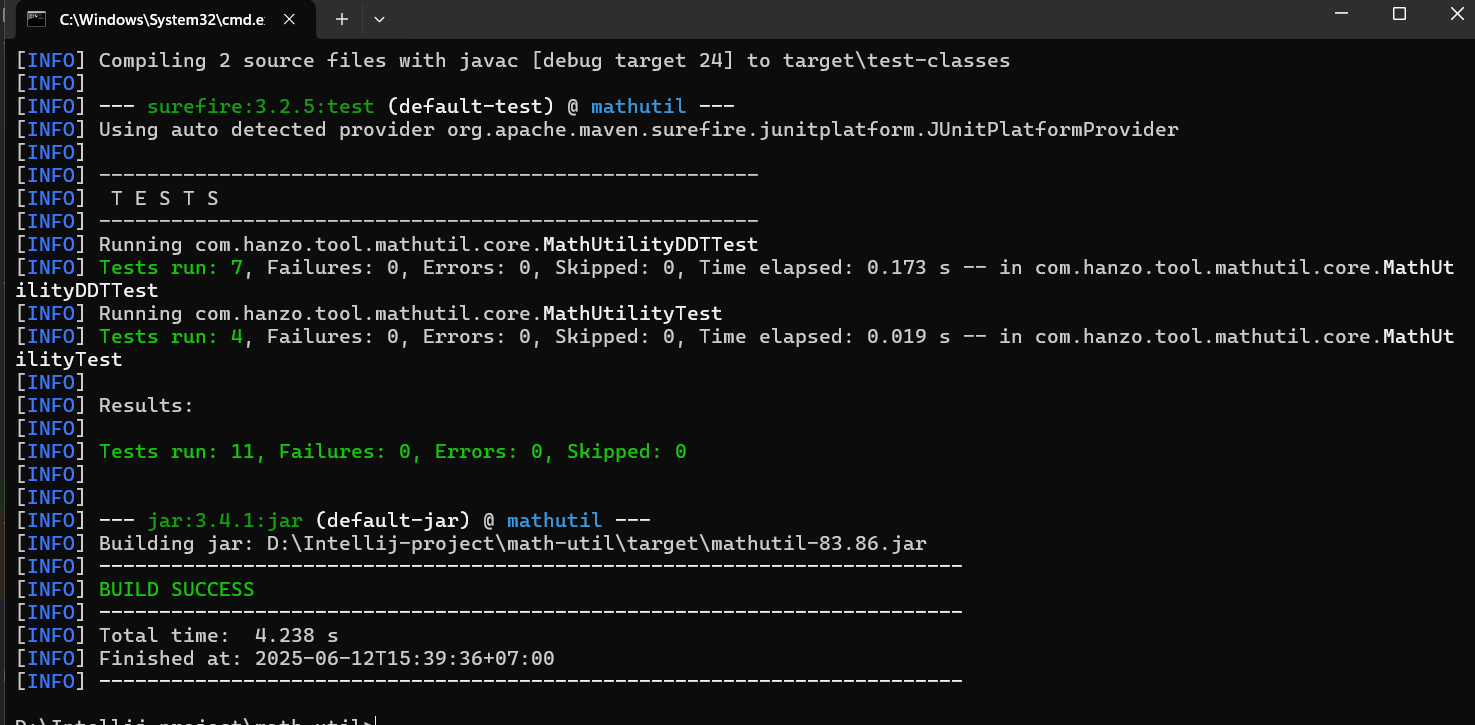 C:\Windows\System32\cmd.e
[INFO] Compiling 2 source files with javac [debug target 24] to target\test-classes
[INFO]
[INFO] --- surefire:3.2.5:test (default-test) @ mathutil ---
[INFO] Using auto detected provider org.apache.maven.surefire.junitplatform.JUnitPlatformProvider
[INFO]
[INFO] -------------------------------------------------------
[INFO]  T E S T S
[INFO] -------------------------------------------------------
[INFO] Running com.hanzo.tool.mathutil.core.MathUtilityDDTTest
[INFO] Tests run: 7, Failures: 0, Errors: 0, Skipped: 0, Time elapsed: 0.173 s -- in com.hanzo.tool.mathutil.core.MathUt
ilityDDTTest
[INFO] Running com.hanzo.tool.mathutil.core.MathUtilityTest
[INFO] Tests run: 4, Failures: 0, Errors: 0, Skipped: 0, Time elapsed: 0.019 s -- in com.hanzo.tool.mathutil.core.MathUt
ilityTest
[INFO]
[INFO] Results:
[INFO]
[INFO] Tests run: 11, Failures: 0, Errors: 0, Skipped: 0
[INFO]
[INFO]
[INFO] --- jar:3.4.1:jar (default-jar) @ mathutil ---
[INFO] Building jar: D:\Intellij-project\math-util\target\mathutil-83.86.jar
[INFO] ------------------------------------------------------------------------
[INFO] BUILD SUCCESS
[INFO] ------------------------------------------------------------------------
[INFO] Total time:  4.238 s
[INFO] Finished at: 2025-06-12T15:39:36+07:00
[INFO] ------------------------------------------------------------------------
D:\Intellij-project\math-util>